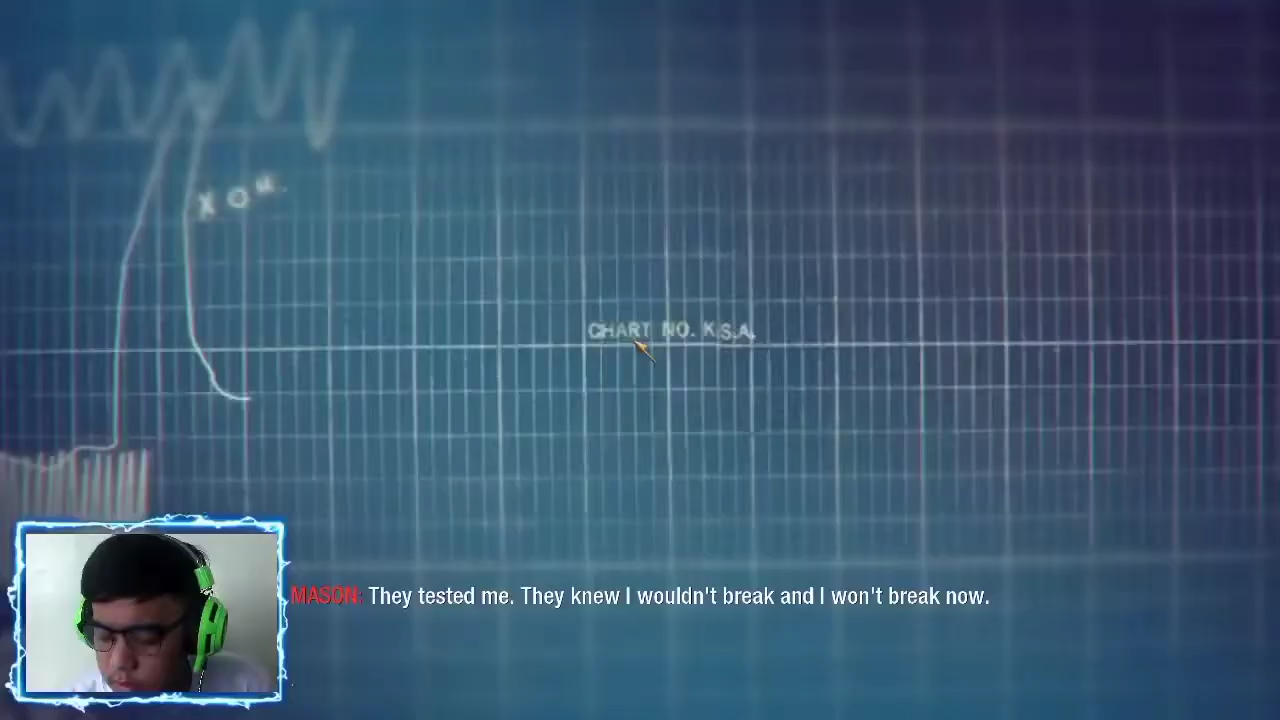 X O u.
CHART NO. K.S.A.
MASON: They tested me. They knew I wouldn't break and I won't break now.